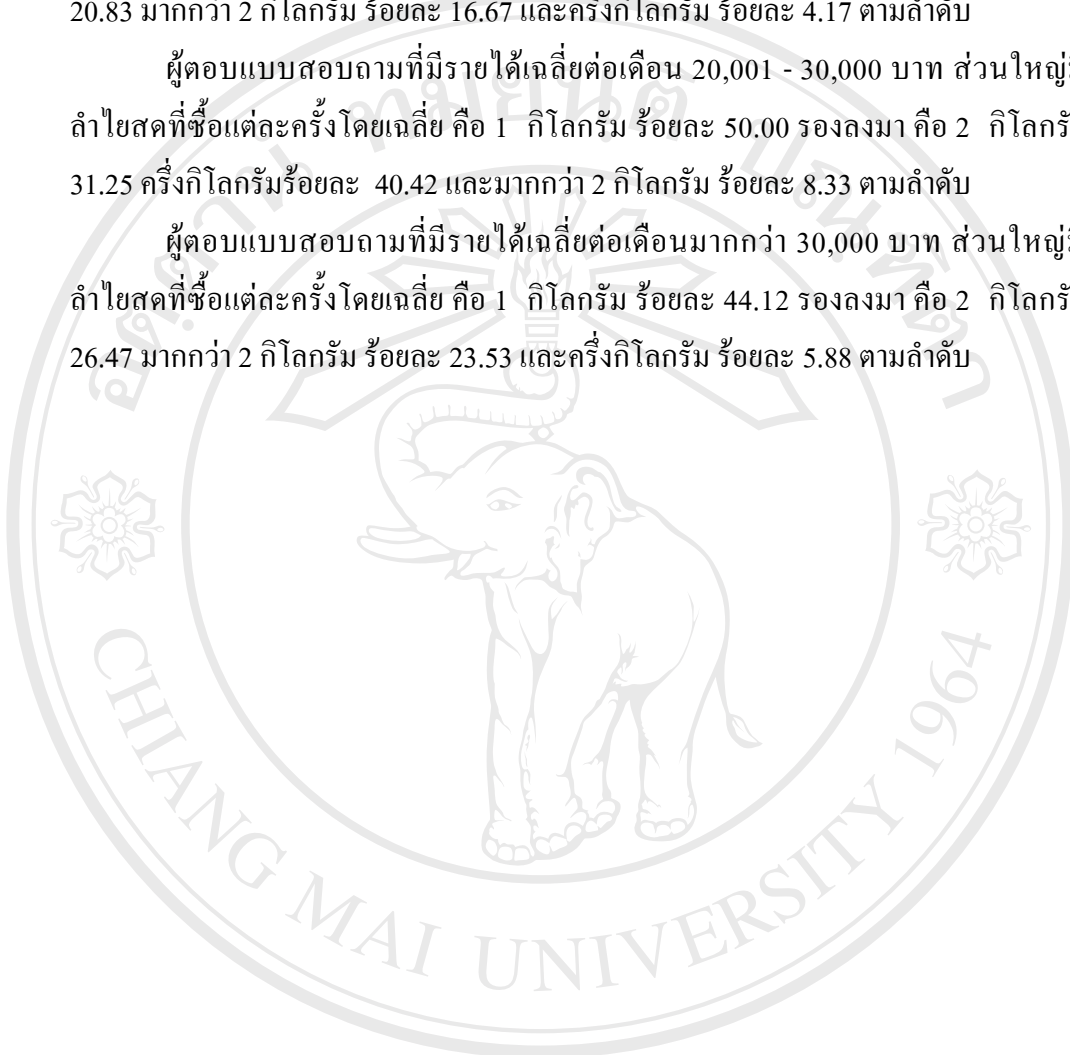 20.83 มากกว่า 2 กิโลกรัม ร้อยละ 16.67 และครึ่งกิโลกรัม ร้อยละ 4.17 ตามลำดับ
ผู้ตอบแบบสอบถามที่มีรายได้เฉลี่ยต่อเดือน 20,001 - 30,000 บาท ส่วนใหญ่
ลำไยสดที่ซื้อแต่ละครั้งโดยเฉลี่ย คือ 1 กิโลกรัม ร้อยละ 50.00 รองลงมา คือ 2
31.25 ครึ่งกิโลกรัมร้อยละ 40.42 และมากกว่า 2 กิโลกรัม ร้อยละ 8.33 ตามลำดับ
ผู้ตอบแบบสอบถามที่มีรายได้เฉลี่ยต่อเดือนมากกว่า 30,000 บาท ส่วนใหญ่
ลำไยสดที่ซื้อแต่ละครั้งโดยเฉลี่ย คือ 1 กิโลกรัม ร้อยละ 44.12 รองลงมา คือ 2
26.47 มากกว่า 2 กิโลกรัม ร้อยละ 23.53 และครึ่งกิโลกรัม ร้อยละ 5.88 ตามลำดับ
อตฺตานํ ทมยนฺติ ปณฺฑิตา
CHIANG MAI UNIVERSITY 1964